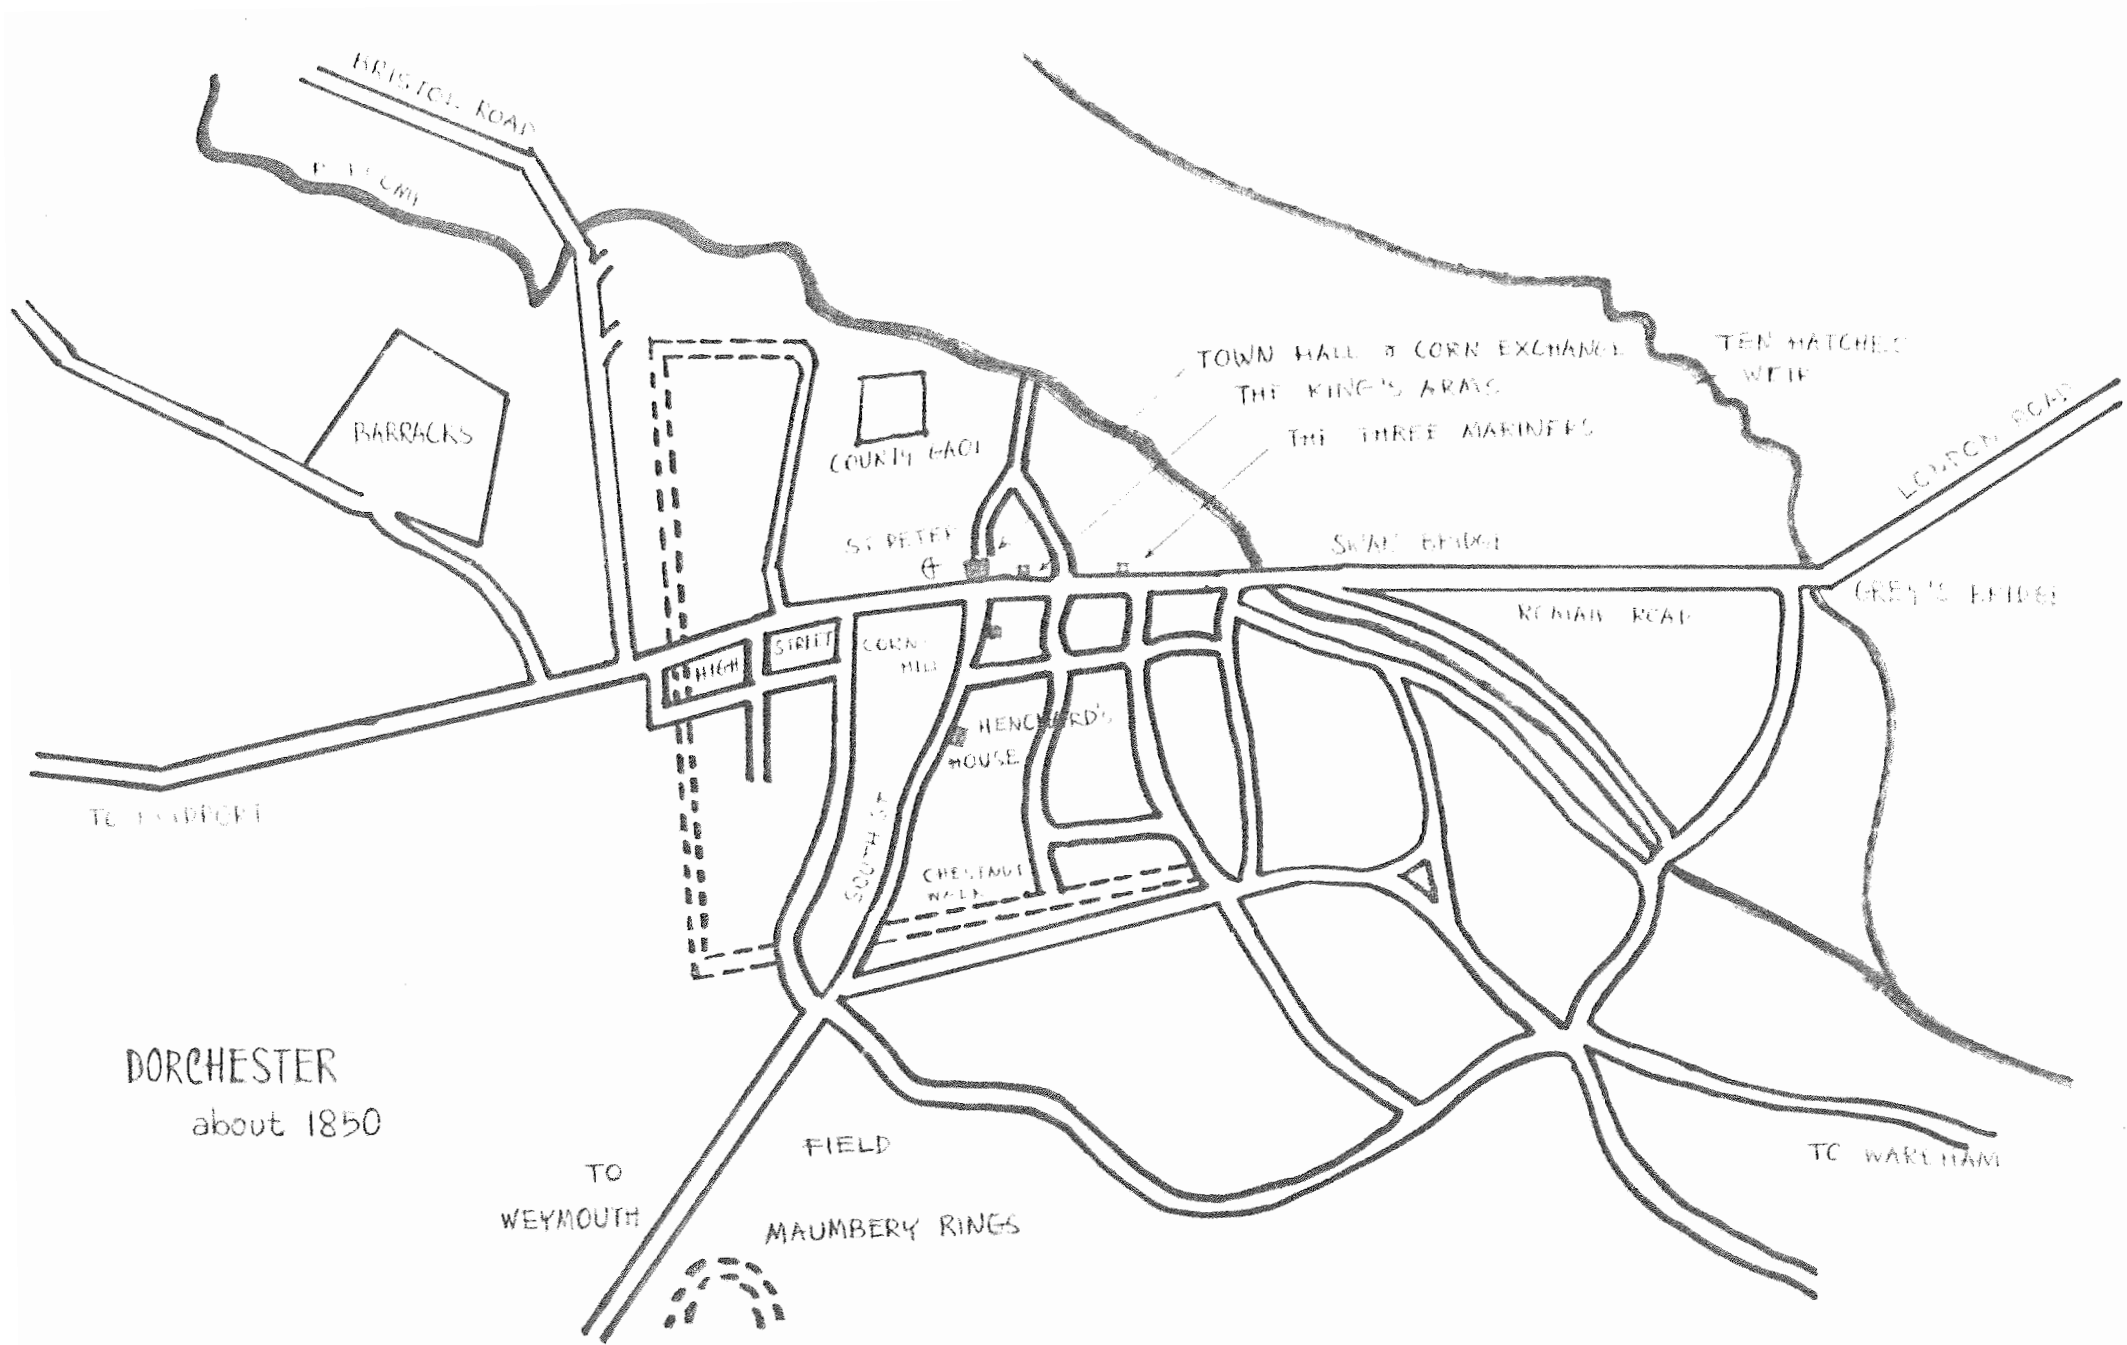 BRISTOL ROAD
TOWN HALL & CORN EXCHANGE
THE KING'S ARMS
THE THREE MARINERS
TEN HATCHES
WEIR
LONDON ROAD
BARRACKS
COUNTY GAOL
ST PETER
SWAN BRIDGE
GREY'S BRIDGE
ROMAN ROAD
HIGH STREET
CORN-
HILL
HENCHARD'S
HOUSE
TO
SOUTH ST
CHESTNUT
WALK
DORCHESTER
about 1850
FIELD
TO
WEYMOUTH
MAUMBERY RINGS
TO WAREHAM